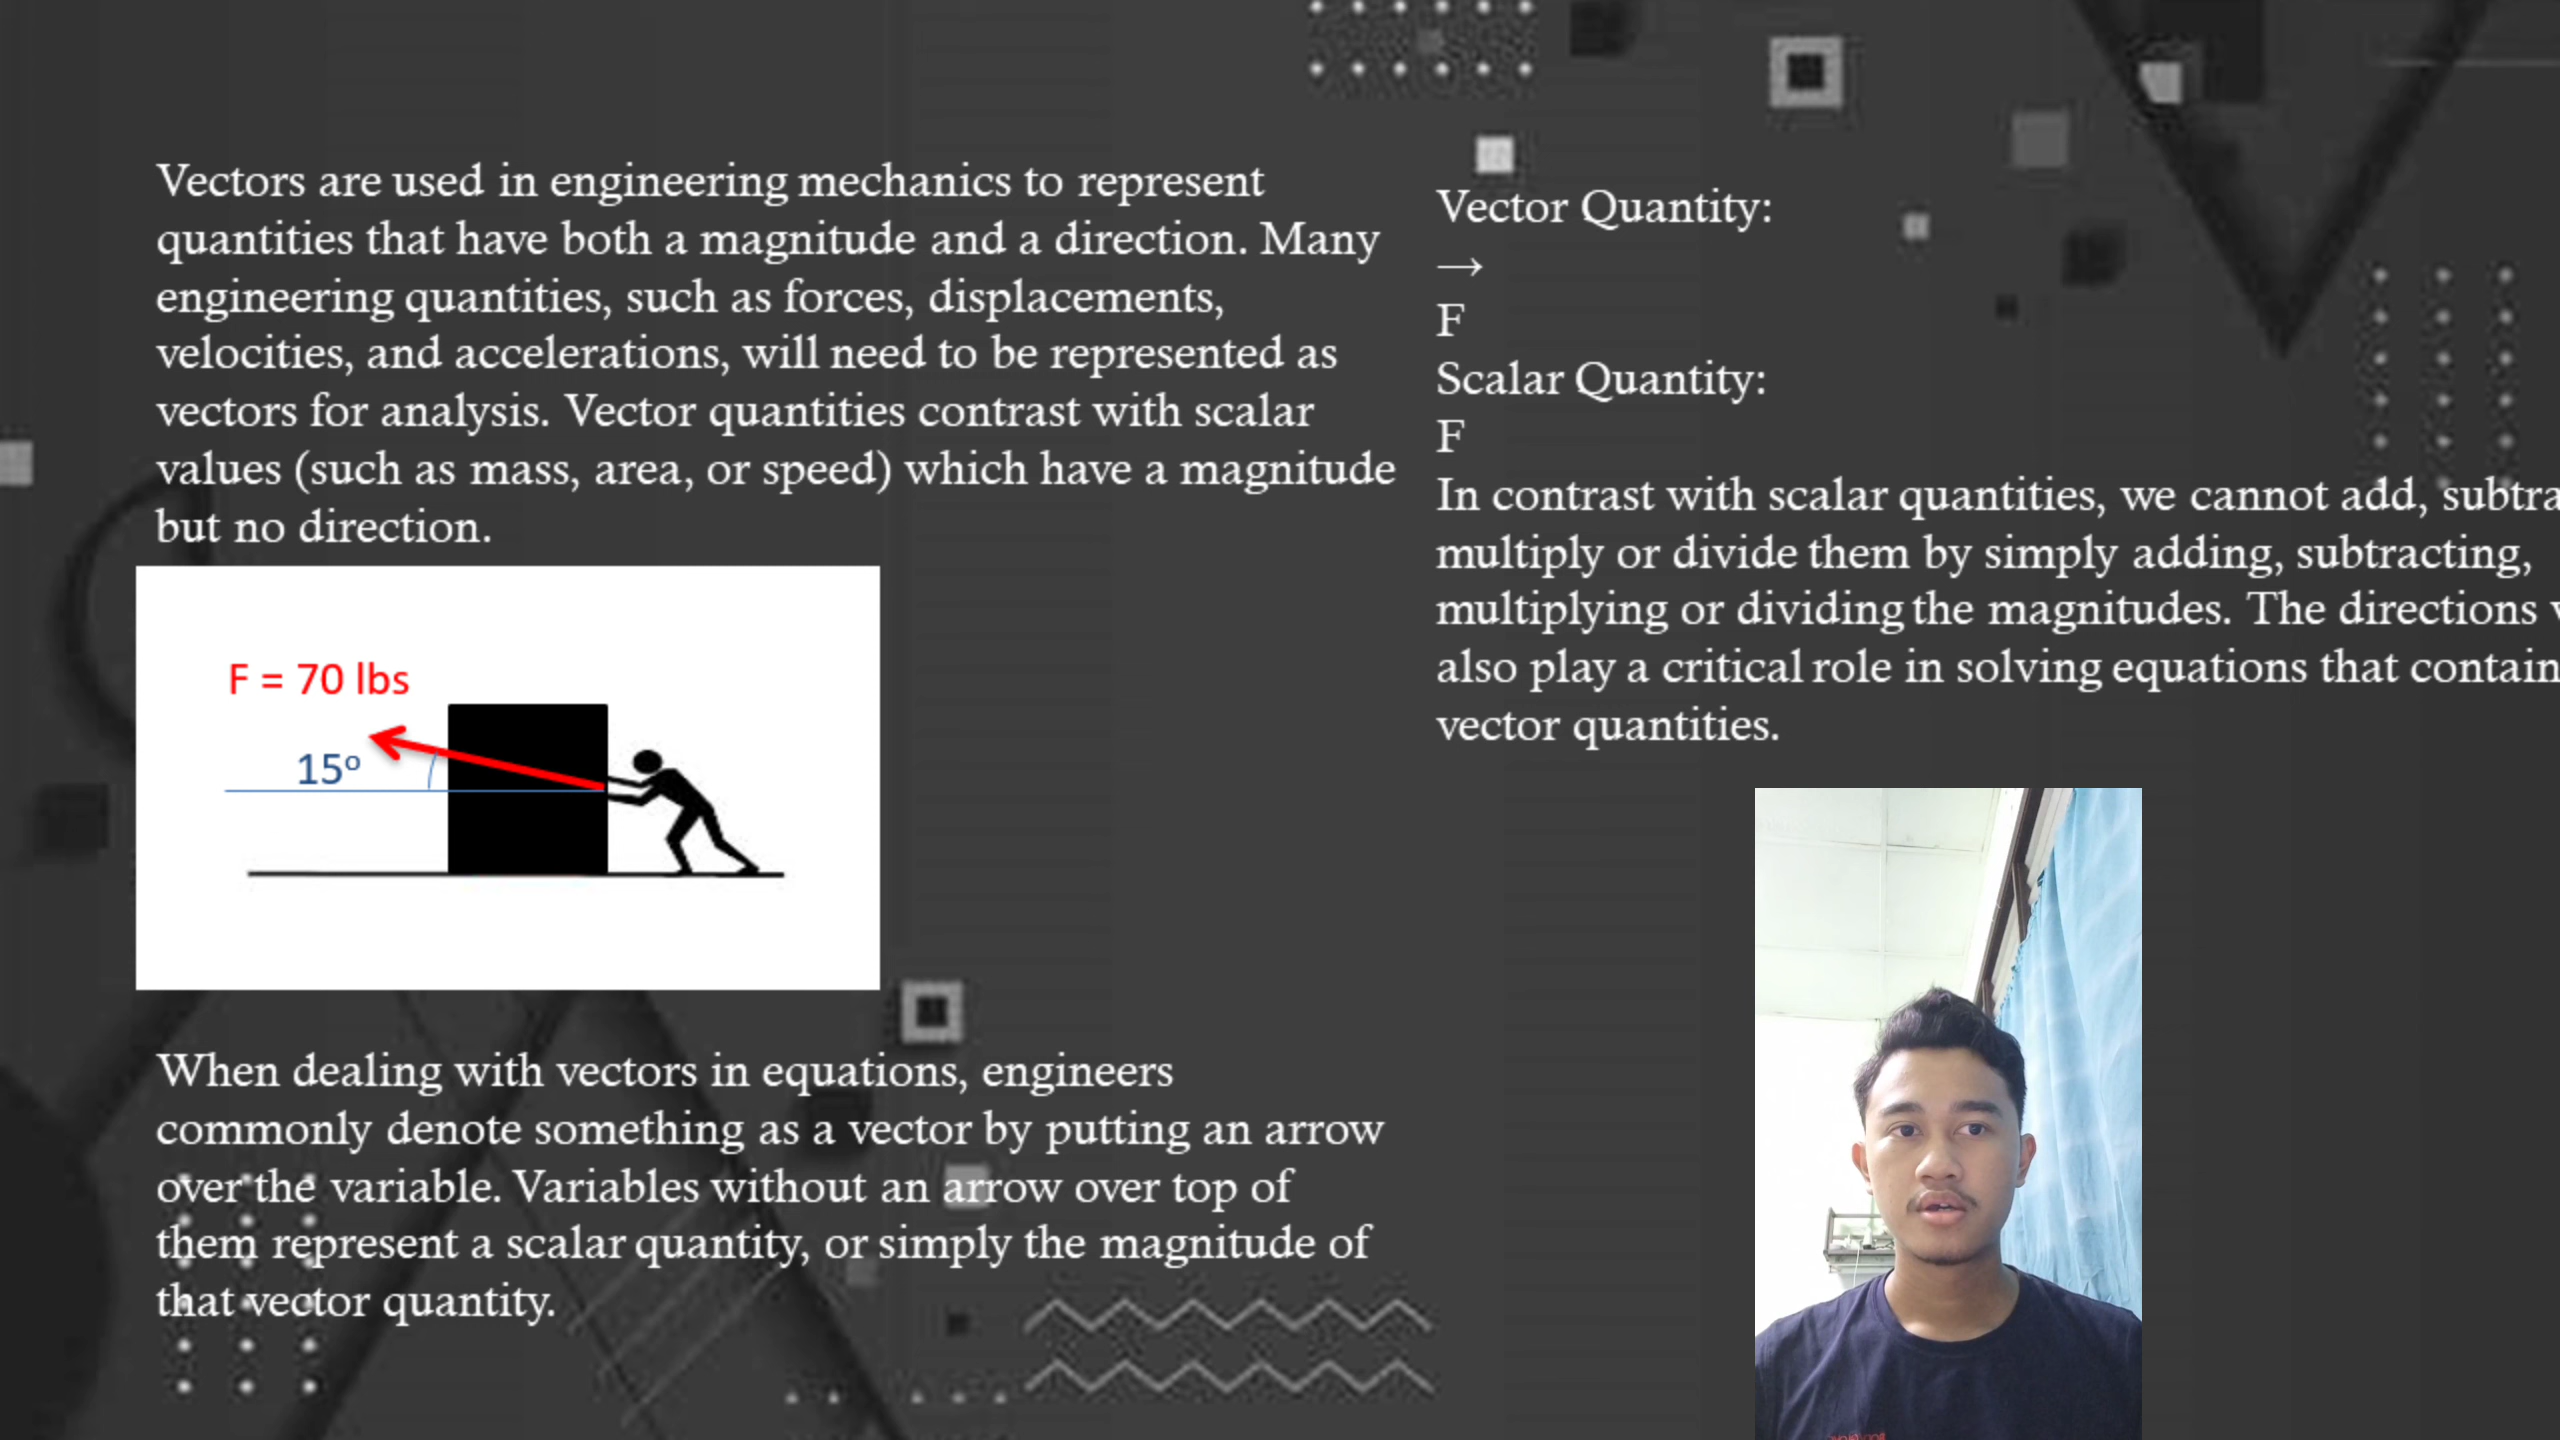 Vectors are used in engineering mechanics to represent
quantities that have both a magnitude and a direction. Many
engineering quantities, such as forces, displacements,
velocities, and accelerations, will need to be represented as
vectors for analysis. Vector quantities contrast with scalar
values (such as mass, area, or speed) which have a magnitude
but no direction.
F = 70 lbs
15º
When dealing with vectors in equations, engineers
commonly denote something as a vector by putting an arrow
over the variable. Variables without an arrow over top of
them represent a scalar quantity, or simply the magnitude of
that vector quantity.
Vector Quantity:
→
F
Scalar Quantity:
F
In contrast with scalar quantities, we cannot add,
multiply or divide them by simply adding, subtracting,
multiplying or dividing the magnitudes. The directions
also play a critical role in solving equations that contain
vector quantities.